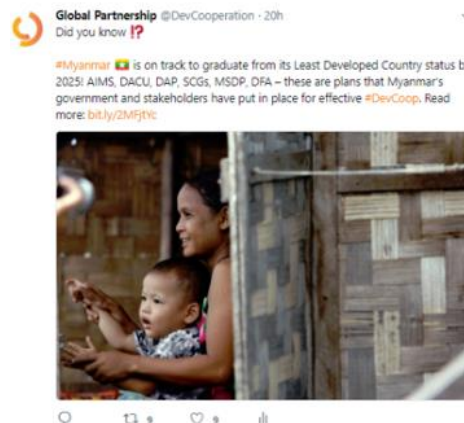 Global Partnership @DevCooperation · 20h
Did you know ⁉
#Myanmar 🇲🇲 is on track to graduate from its Least Developed Country status b
2025! AIMS, DACU, DAP, SCGs, MSDP, DFA – these are plans that Myanmar's
government and stakeholders have put in place for effective #DevCoop. Read
more: bit.ly/2MFjtYc
9 9